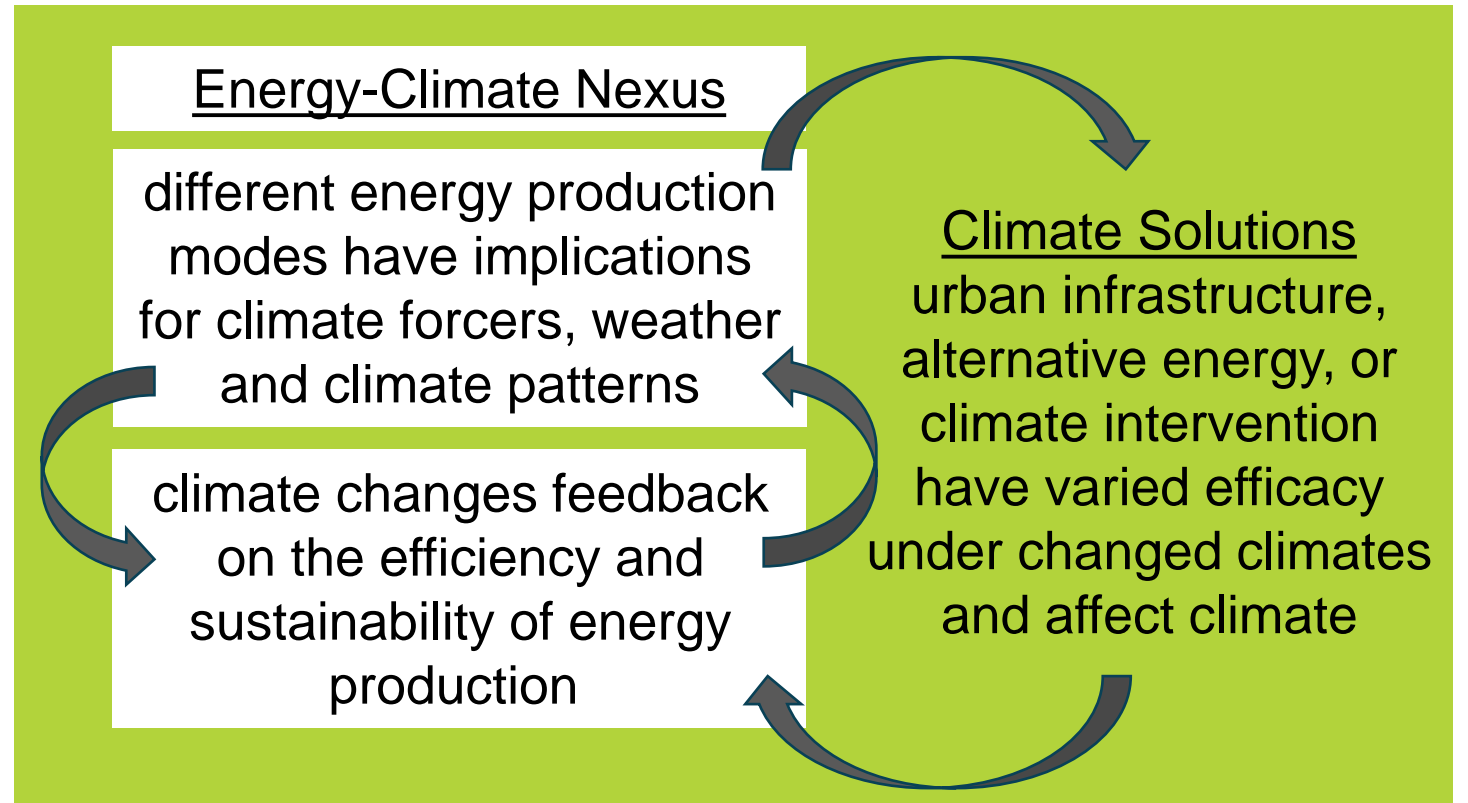 Energy-Climate Nexus
different energy production
modes have implications
for climate forcers, weather
and climate patterns
climate changes feedback
on the efficiency and
sustainability of energy
production
Climate Solutions
urban infrastructure,
alternative energy, or
climate intervention
have varied efficacy
under changed climates
and affect climate